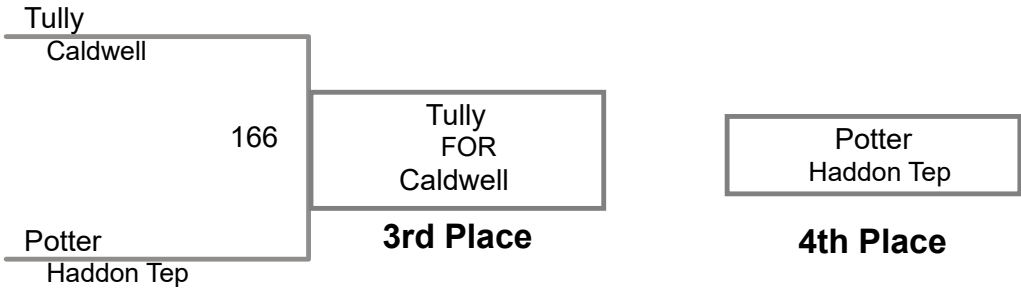 Tully
Caldwell
166
Tully
FOR
Caldwell
3rd Place
Potter
Haddon Tep
Potter
Haddon Tep
4th Place